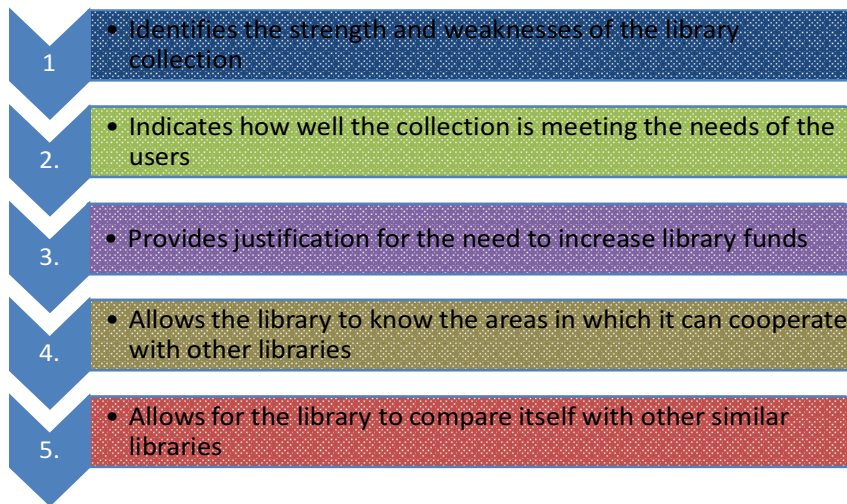 1
• Identifies the strength and weaknesses of the library
collection
2.
• Indicates how well the collection is meeting the needs of the
users
3.
• Provides justification for the need to increase library funds
4.
• Allows the library to know the areas in which it can cooperate
with other libraries
5.
• Allows for the library to compare itself with other similar
libraries